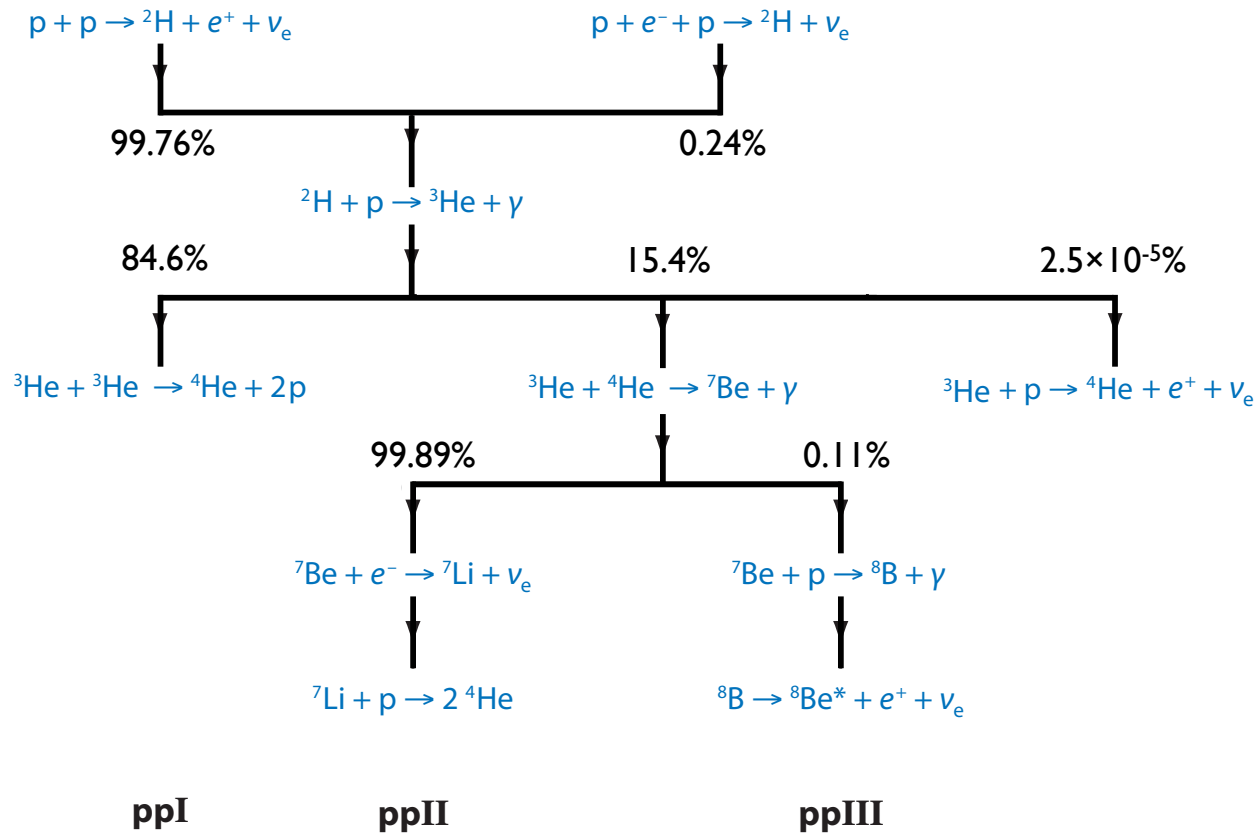 p + p → ²H + e⁺ + νₑ
p + e⁻ + p → ²H + νₑ
99.76%
0.24%
²H + p → ³He + γ
84.6%
15.4%
2.5×10⁻⁵%
³He + ³He → ⁴He + 2p
³He + ⁴He → ⁷Be + γ
³He + p → ⁴He + e⁺ + νₑ
99.89%
0.11%
⁷Be + e⁻ → ⁷Li + νₑ
⁷Be + p → ⁸B + γ
⁷Li + p → 2 ⁴He
⁸B → ⁸Be* + e⁺ + νₑ
ppI
ppII
ppIII